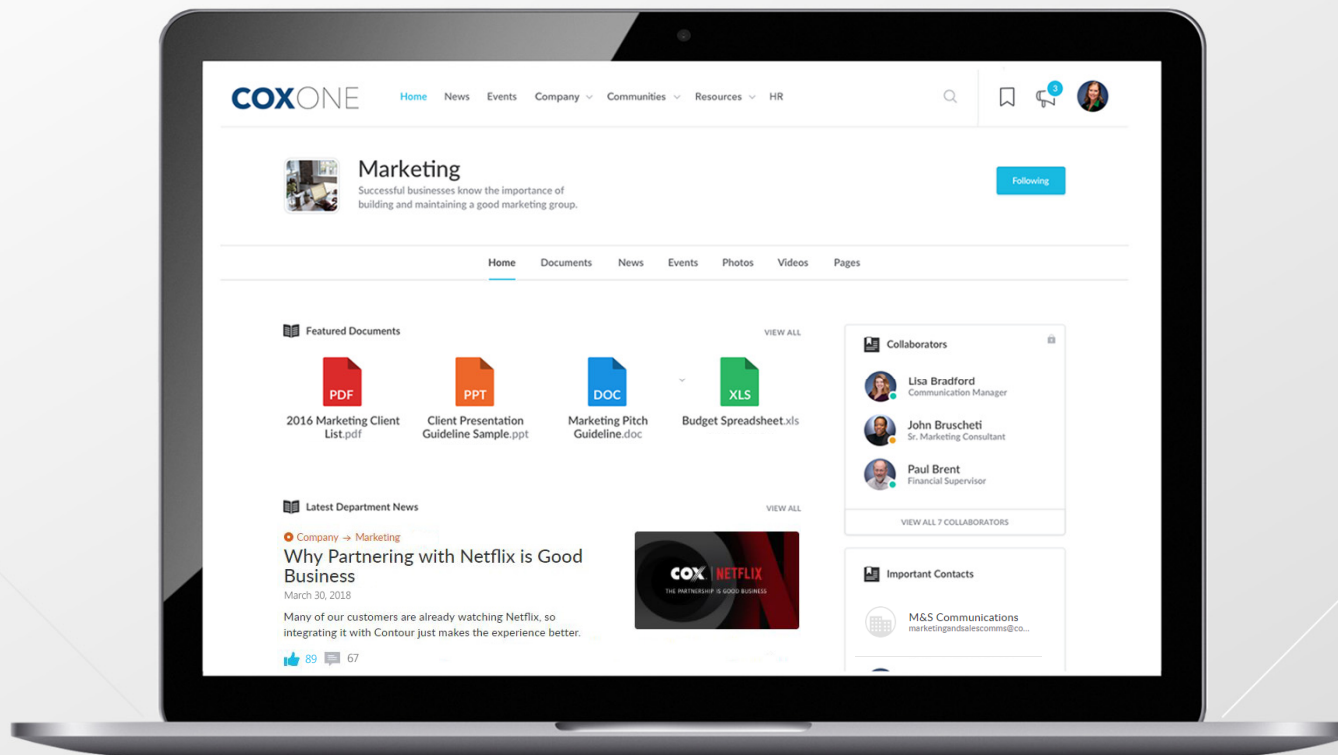 COXONE
Home News Events Company Communities Resources HR
3
Marketing
Successful businesses know the importance of
building and maintaining a good marketing group.
Following
Home Documents News Events Photos Videos Pages
Featured Documents
VIEW ALL
PDF
2016 Marketing Client
List.pdf
PPT
Client Presentation
Guideline Sample.ppt
DOC
Marketing Pitch
Guideline.doc
XLS
Budget Spreadsheet.xls
Latest Department News
VIEW ALL
Company → Marketing
Why Partnering with Netflix is Good
Business
March 30, 2018
Many of our customers are already watching Netflix, so
integrating it with Contour just makes the experience better.
89 67
COX | NETFLIX
THE PARTNERSHIP IS GOOD BUSINESS
Collaborators
Lisa Bradford
Communication Manager
John Bruscheti
Sr. Marketing Consultant
Paul Brent
Financial Supervisor
VIEW ALL 7 COLLABORATORS
Important Contacts
M&S Communications
marketingandsalescomms@co...